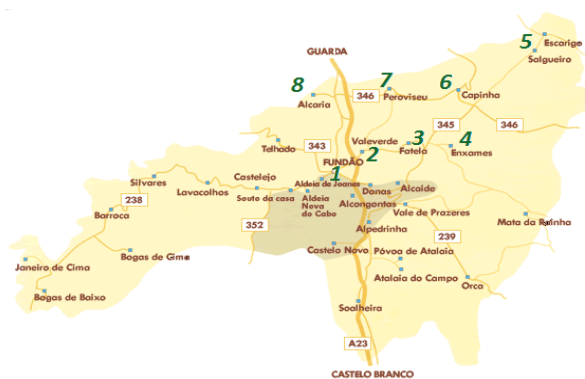 5
Escarigo
GUARDA
Salgueiro
8
7
6
346
Peroviseu
Capinha
Alcaria
345
346
343
Valeverde
3
4
Telhado
Fatela
Enxames
FUNDÃO
2
1
Silvares
Castelejo
Aldeia de Joanes
Donas
Alcaide
Lavacolhos
Souto da casa
Aldeia
Nova
do Cabo
Alcongontas
238
Vale de Prazeres
Barroca
352
Alpedrinha
Mata da Rainha
239
Castelo Novo
Póvoa de Atalaia
Bogas de Gima
Janeiro de Cima
Atalaia do Campo
Orca
Bogas de Baixo
Soalheira
A23
CASTELO BRANCO